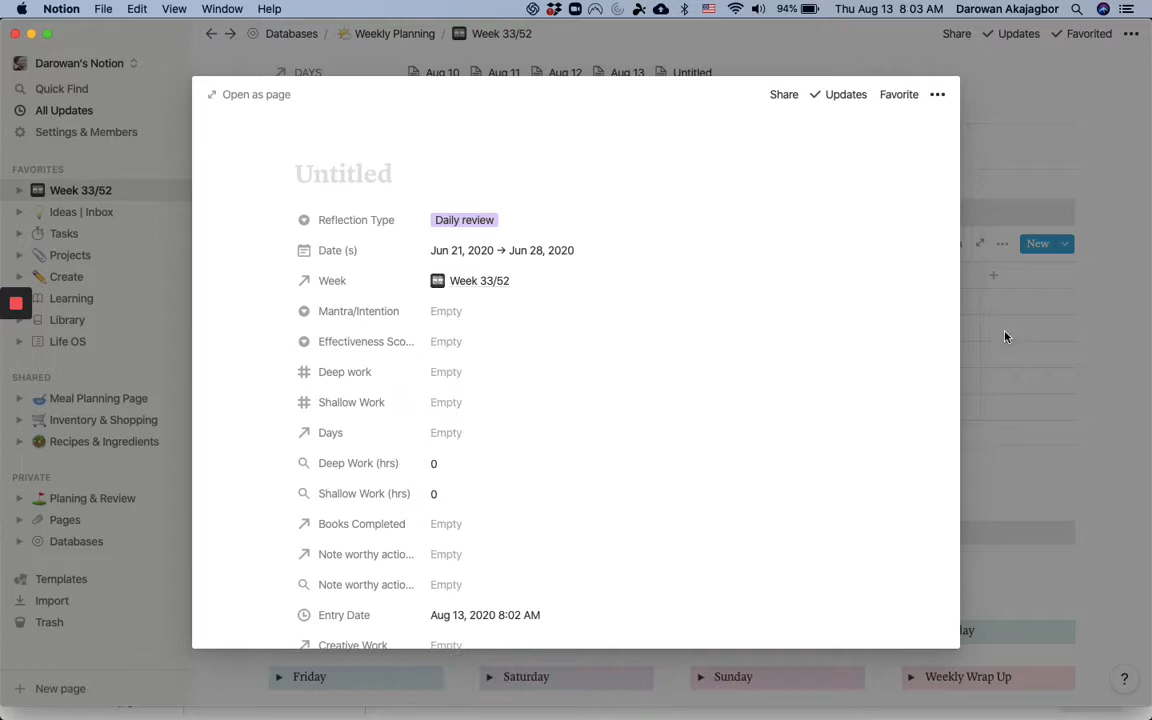 Notion File Edit View Window Help 94% Thu Aug 13 8:03 AM Darowan Akajagbor
Databases / Weekly Planning / Week 33/52 Share Updates Favorited •••
Darowan's Notion
Quick Find
All Updates
Settings & Members
FAVORITES
Week 33/52
Ideas | Inbox
Tasks
Projects
Create
Learning
Library
Life OS
SHARED
Meal Planning Page
Inventory & Shopping
Recipes & Ingredients
PRIVATE
Planing & Review
Pages
Databases
Templates
Import
Trash
New page
DAYS Aug 10 Aug 11 Aug 12 Aug 13 Untitled
Open as page Share Updates Favorite •••
Untitled
Reflection Type Daily review
Date (s) Jun 21, 2020 → Jun 28, 2020
Week Week 33/52
Mantra/Intention Empty
Effectiveness Sco... Empty
Deep work Empty
Shallow Work Empty
Days Empty
Deep Work (hrs) 0
Shallow Work (hrs) 0
Books Completed Empty
Note worthy actio... Empty
Note worthy actio... Empty
Entry Date Aug 13, 2020 8:02 AM
Creative Work Empty
••• New
Friday Saturday Sunday Weekly Wrap Up
?